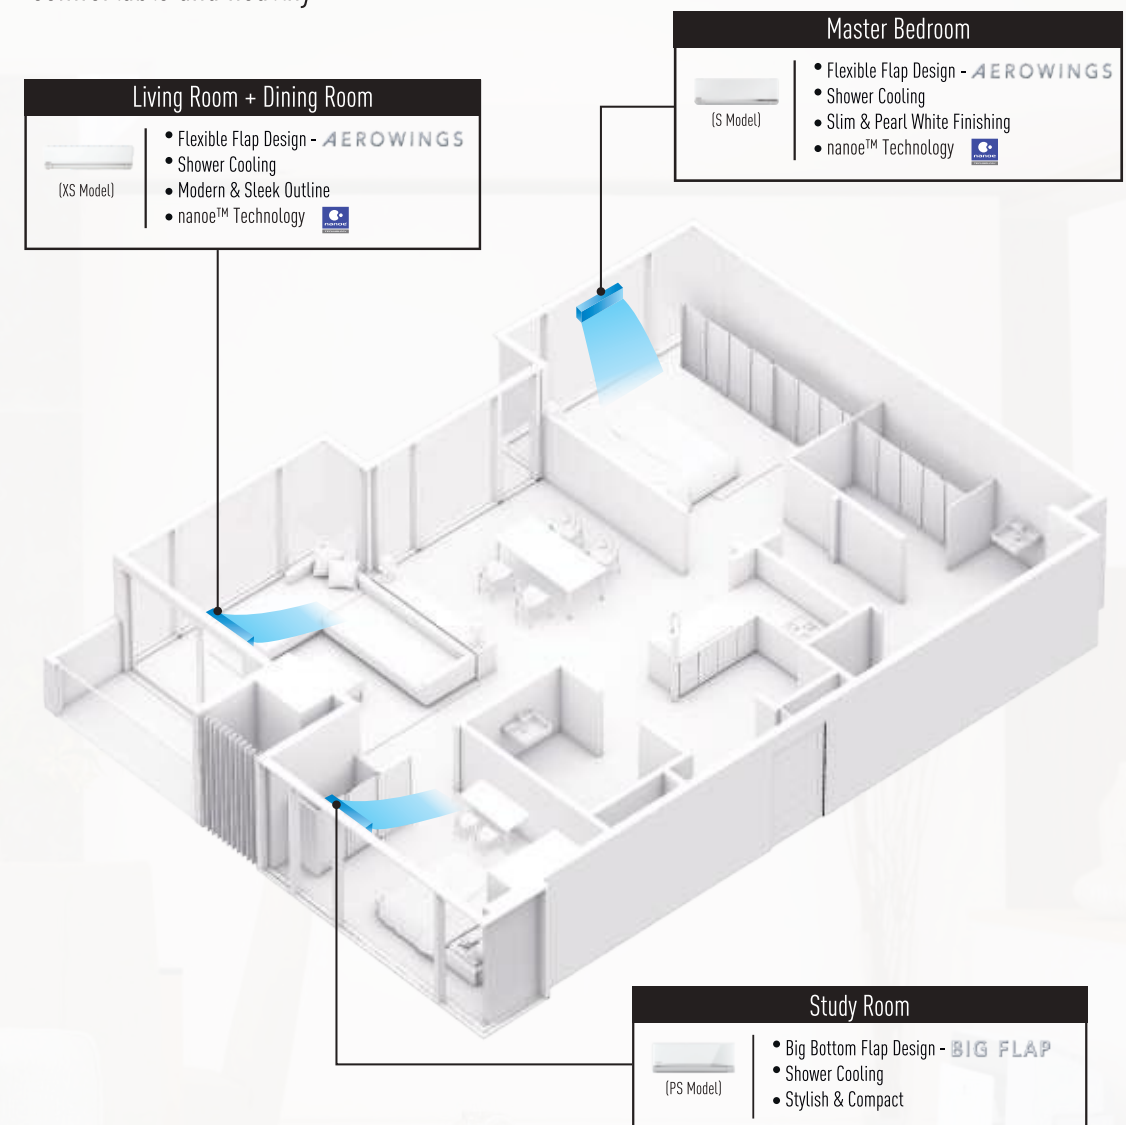 Master Bedroom
(S Model)
• Flexible Flap Design - AEROWINGS
• Shower Cooling
• Slim & Pearl White Finishing
• nanoe™ Technology nanoe
Living Room + Dining Room
(XS Model)
• Flexible Flap Design - AEROWINGS
• Shower Cooling
• Modern & Sleek Outline
• nanoe™ Technology nanoe
Study Room
(PS Model)
• Big Bottom Flap Design - BIG FLAP
• Shower Cooling
• Stylish & Compact